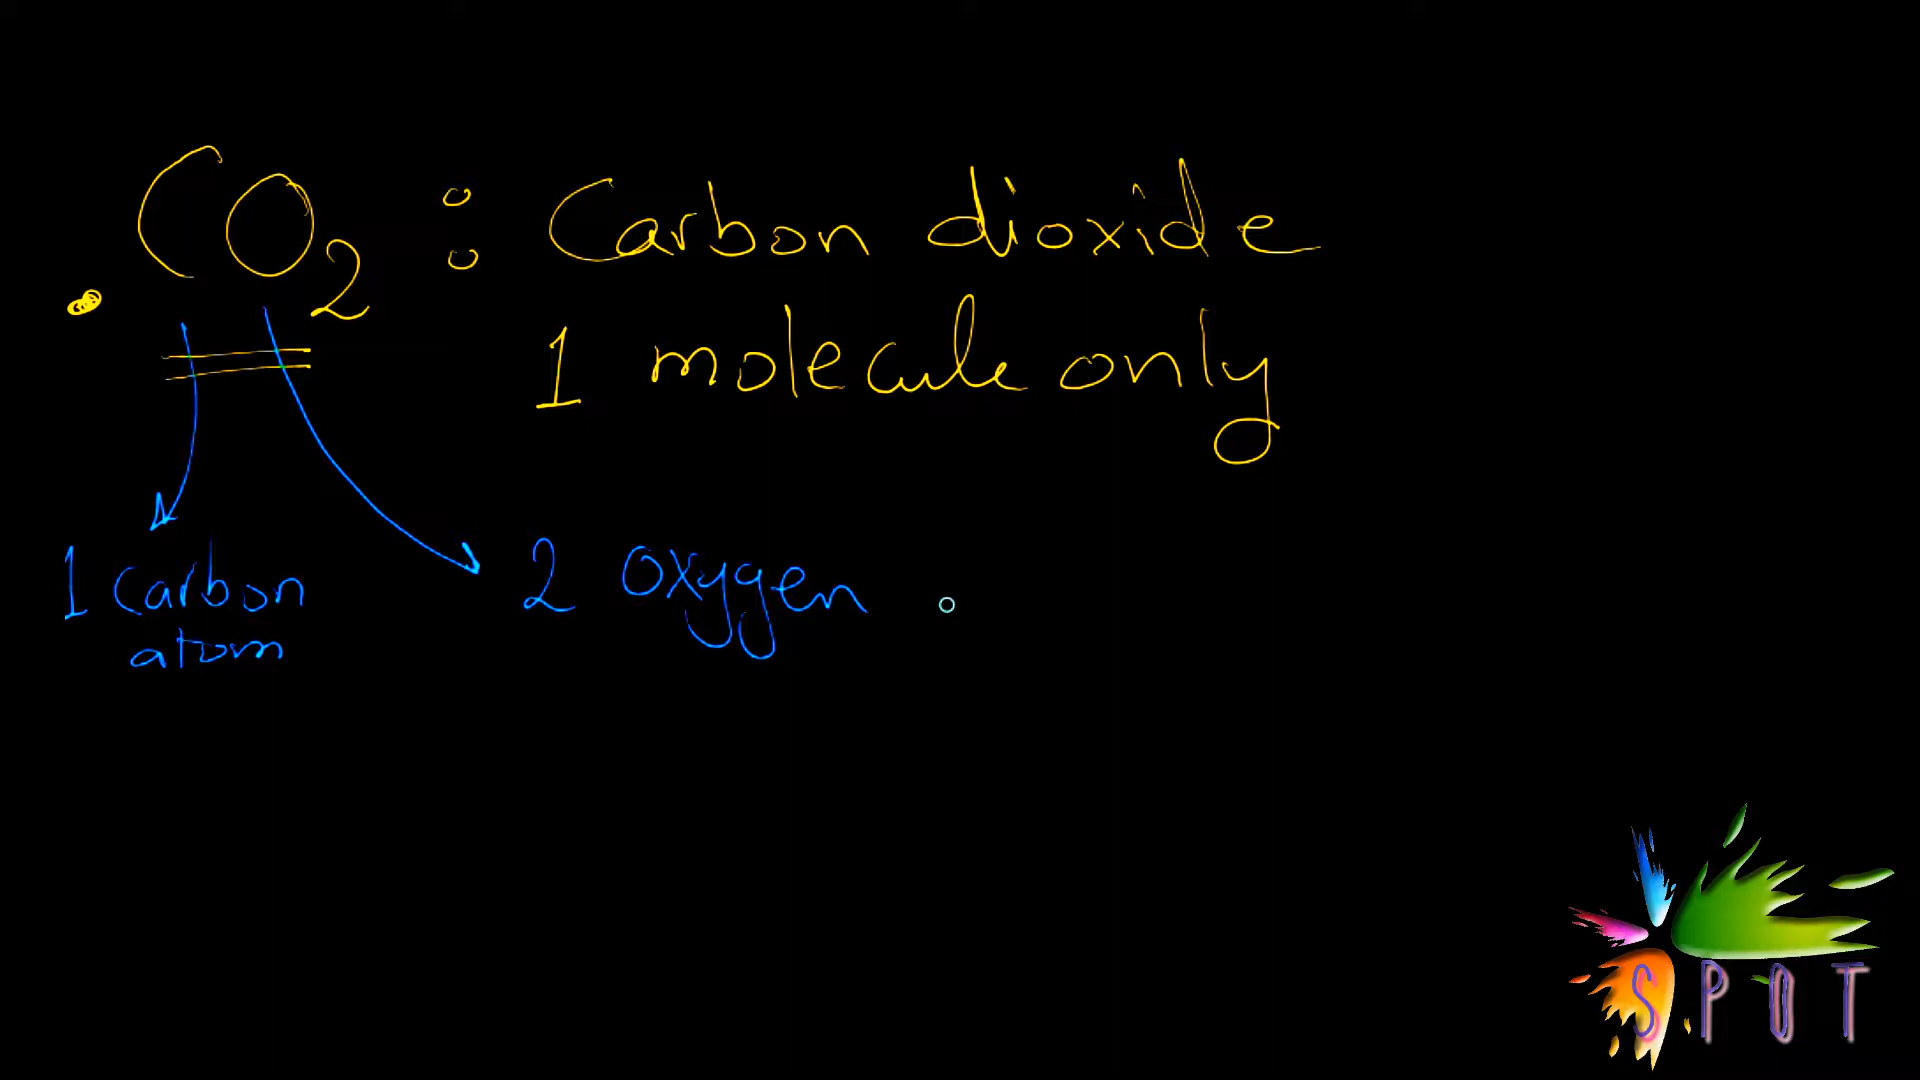 CO₂ : Carbon dioxide
1 molecule only
1 Carbon
atom
2 oxygen
SPOT